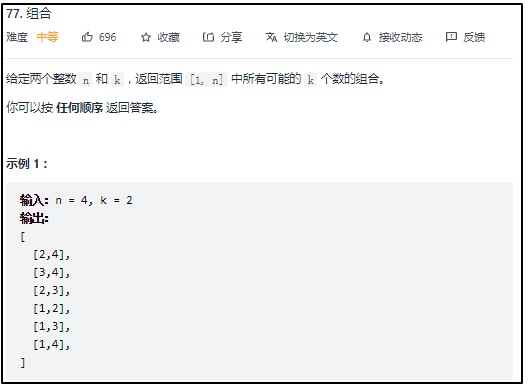 77. 组合
难度 中等 696 收藏 分享 切换为英文 接收动态 反馈
给定两个整数 n 和 k，返回范围 [1, n] 中所有可能的 k 个数的组合。
你可以按 任何顺序 返回答案。
示例 1：
输入：n = 4, k = 2
输出：
[
[2,4],
[3,4],
[2,3],
[1,2],
[1,3],
[1,4],
]